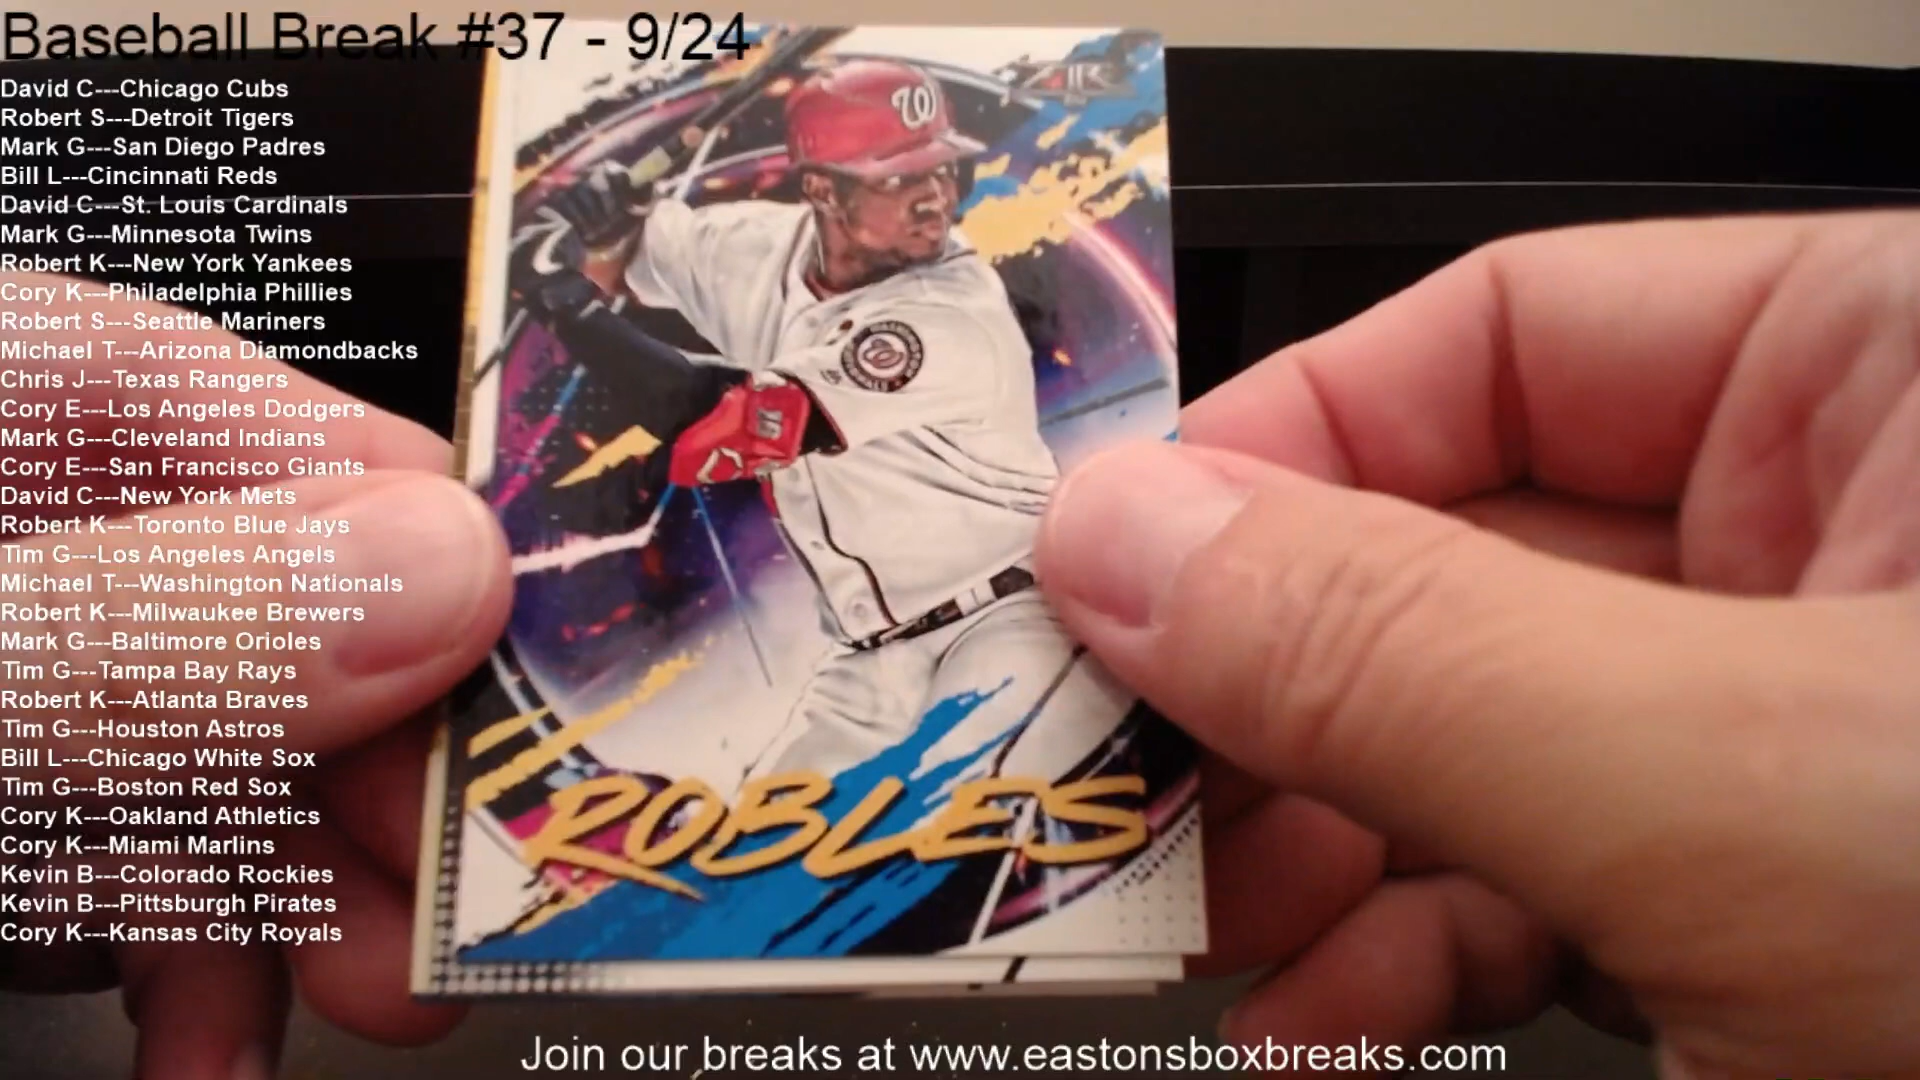 Baseball Break #37 - 9/24
David C---Chicago Cubs
Robert S---Detroit Tigers
Mark G---San Diego Padres
Bill L---Cincinnati Reds
David C---St. Louis Cardinals
Mark G---Minnesota Twins
Robert K---New York Yankees
Cory K---Philadelphia Phillies
Robert S---Seattle Mariners
Michael T---Arizona Diamondbacks
Chris J---Texas Rangers
Cory E---Los Angeles Dodgers
Mark G---Cleveland Indians
Cory E---San Francisco Giants
David C---New York Mets
Robert K---Toronto Blue Jays
Tim G---Los Angeles Angels
Michael T---Washington Nationals
Robert K---Milwaukee Brewers
Mark G---Baltimore Orioles
Tim G---Tampa Bay Rays
Robert K---Atlanta Braves
Tim G---Houston Astros
Bill L---Chicago White Sox
Tim G---Boston Red Sox
Cory K---Oakland Athletics
Cory K---Miami Marlins
Kevin B---Colorado Rockies
Kevin B---Pittsburgh Pirates
Cory K---Kansas City Royals
FIRE
W
W
ROBLES
Join our breaks at www.eastonsboxbreaks.com